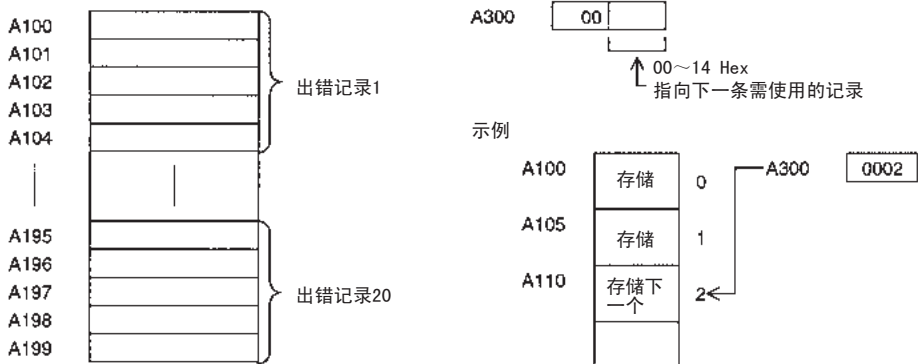 A100
A101
A102
A103
A104
出错记录1
A195
A196
A197
A198
A199
出错记录20
A300 00
00～14 Hex
指向下一条需使用的记录
示例
A100 存储 0 A300 0002
A105 存储 1
A110 存储下一个 2